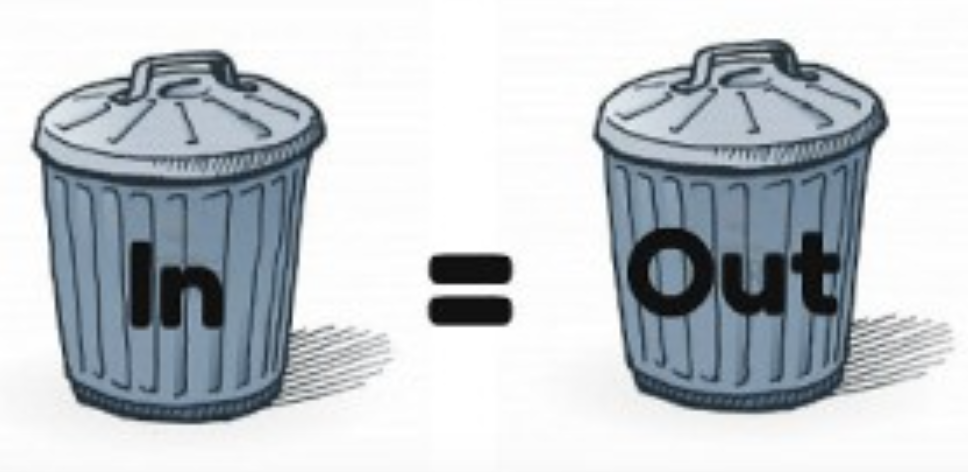 In = Out